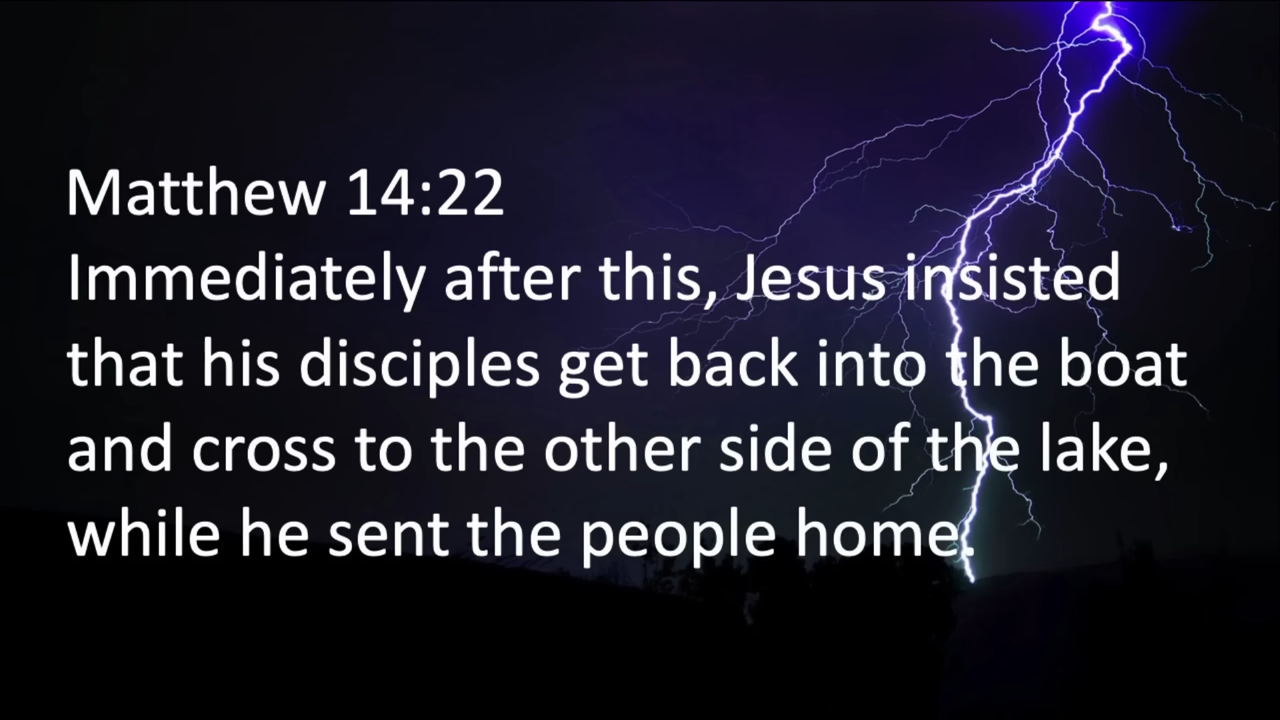 Matthew 14:22
Immediately after this, Jesus insisted
that his disciples get back into the boat
and cross to the other side of the lake,
while he sent the people home.